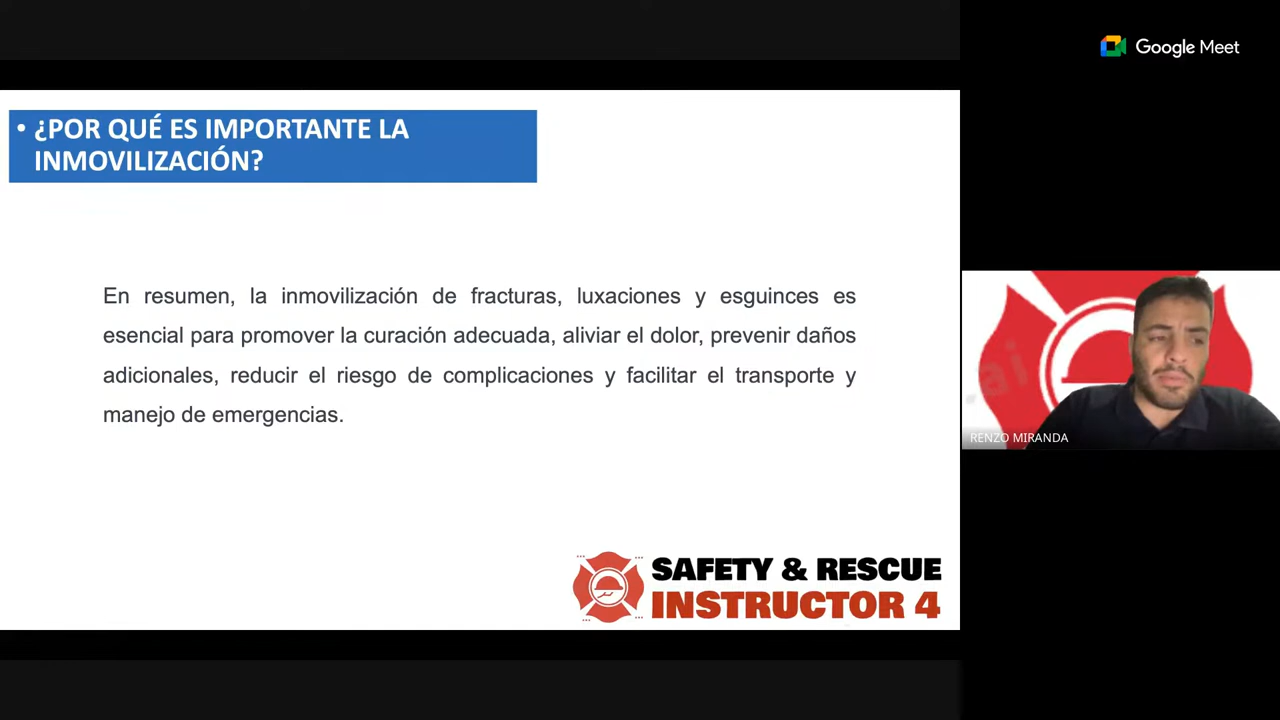 Google Meet
• ¿POR QUÉ ES IMPORTANTE LA
INMOVILIZACIÓN?
En resumen, la inmovilización de fracturas, luxaciones y esguinces es
esencial para promover la curación adecuada, aliviar el dolor, prevenir daños
adicionales, reducir el riesgo de complicaciones y facilitar el transporte y
manejo de emergencias.
.ai
RENZO MIRANDA
SAFETY & RESCUE
INSTRUCTOR 4